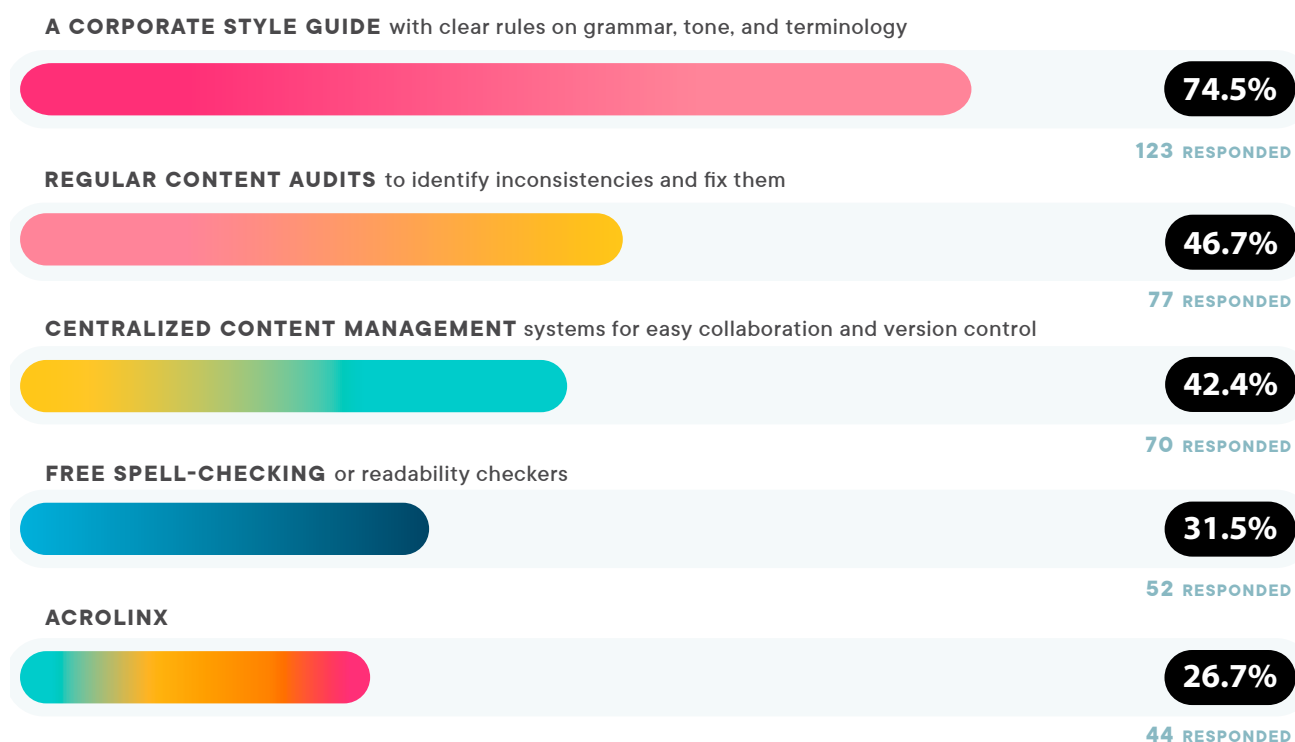 A CORPORATE STYLE GUIDE with clear rules on grammar, tone, and terminology
74.5%
123 RESPONDED
REGULAR CONTENT AUDITS to identify inconsistencies and fix them
46.7%
77 RESPONDED
CENTRALIZED CONTENT MANAGEMENT systems for easy collaboration and version control
42.4%
70 RESPONDED
FREE SPELL-CHECKING or readability checkers
31.5%
52 RESPONDED
ACROLINX
26.7%
44 RESPONDED